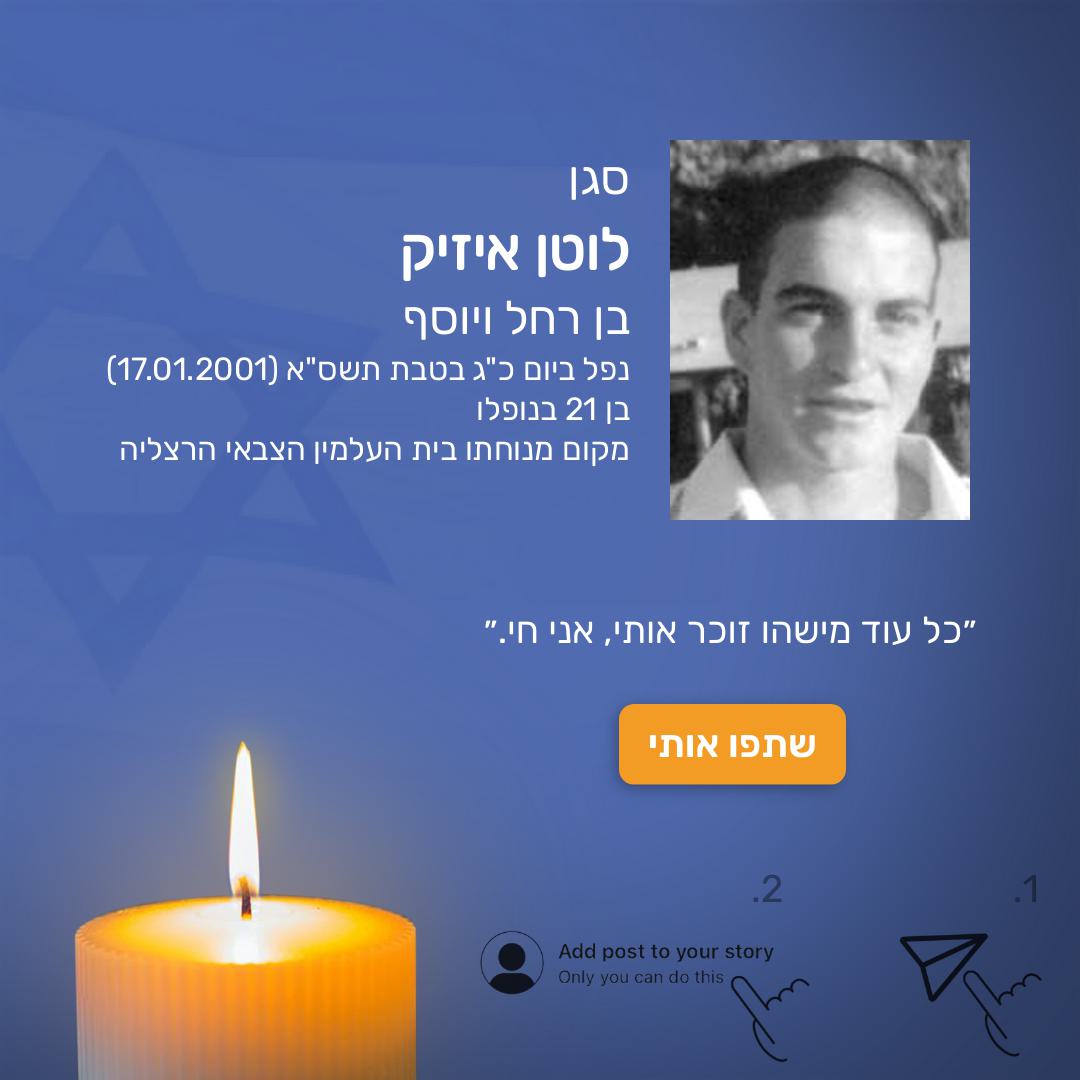 סגן
לוטן איזיק
בן רחל ויוסף
נפל ביום כ"ג בטבת תשס"א (17.01.2001)
בן 21 בנופלו
מקום מנוחתו בית העלמין הצבאי הרצליה
״כל עוד מישהו זוכר אותי, אני חי.״
שתפו אותי
1.
2.
Add post to your story
Only you can do this